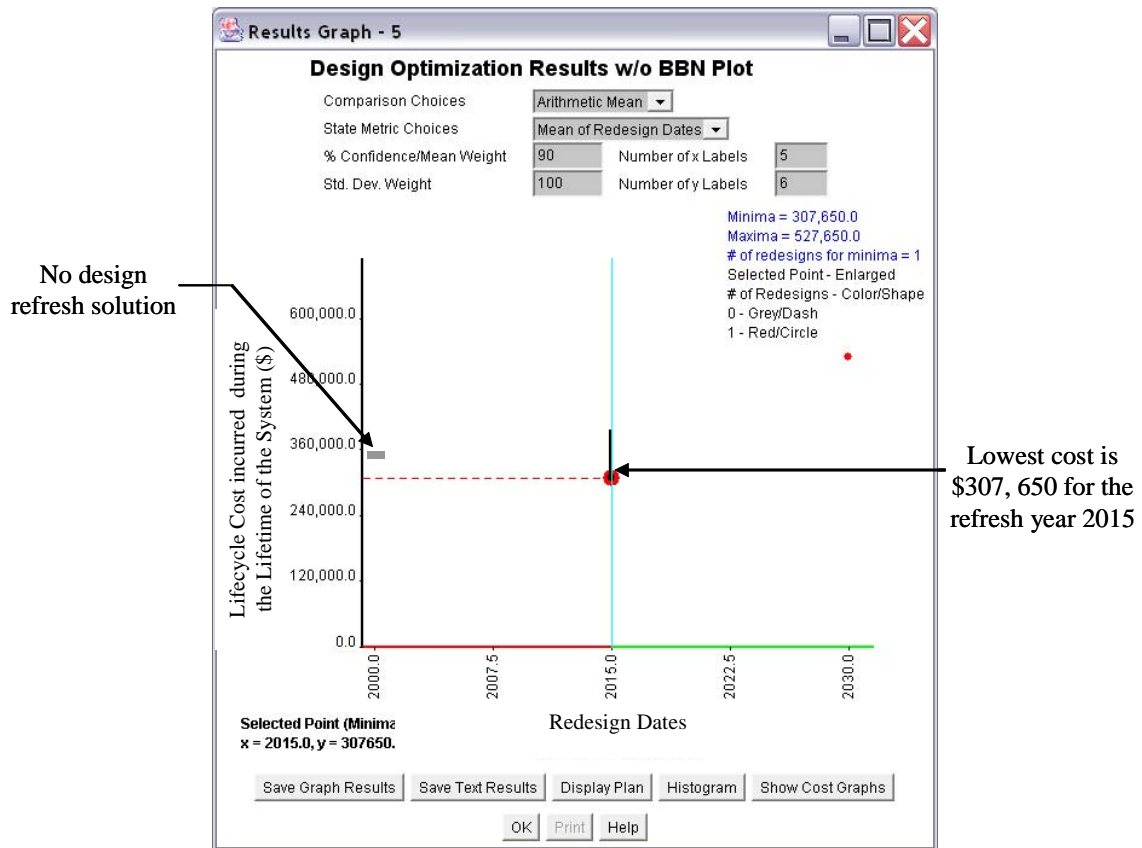 Results Graph - 5
Design Optimization Results w/o BBN Plot
Comparison Choices
Arithmetic Mean
State Metric Choices
Mean of Redesign Dates
% Confidence/Mean Weight
90
Number of x Labels
5
Std. Dev. Weight
100
Number of y Labels
6
Minima = 307,650.0
Maxima = 527,650.0
# of redesigns for minima = 1
Selected Point - Enlarged
# of Redesigns - Color/Shape
0 - Grey/Dash
1 - Red/Circle
No design
refresh solution
Lifecycle Cost incurred during
the Lifetime of the System ($)
600,000.0
480,000.0
360,000.0
240,000.0
120,000.0
0.0
Lowest cost is
$307, 650 for the
refresh year 2015
2000.0
2007.5
2015.0
2022.5
2030.0
Redesign Dates
Selected Point (Minima
x = 2015.0, y = 307650.
Save Graph Results
Save Text Results
Display Plan
Histogram
Show Cost Graphs
OK
Print
Help